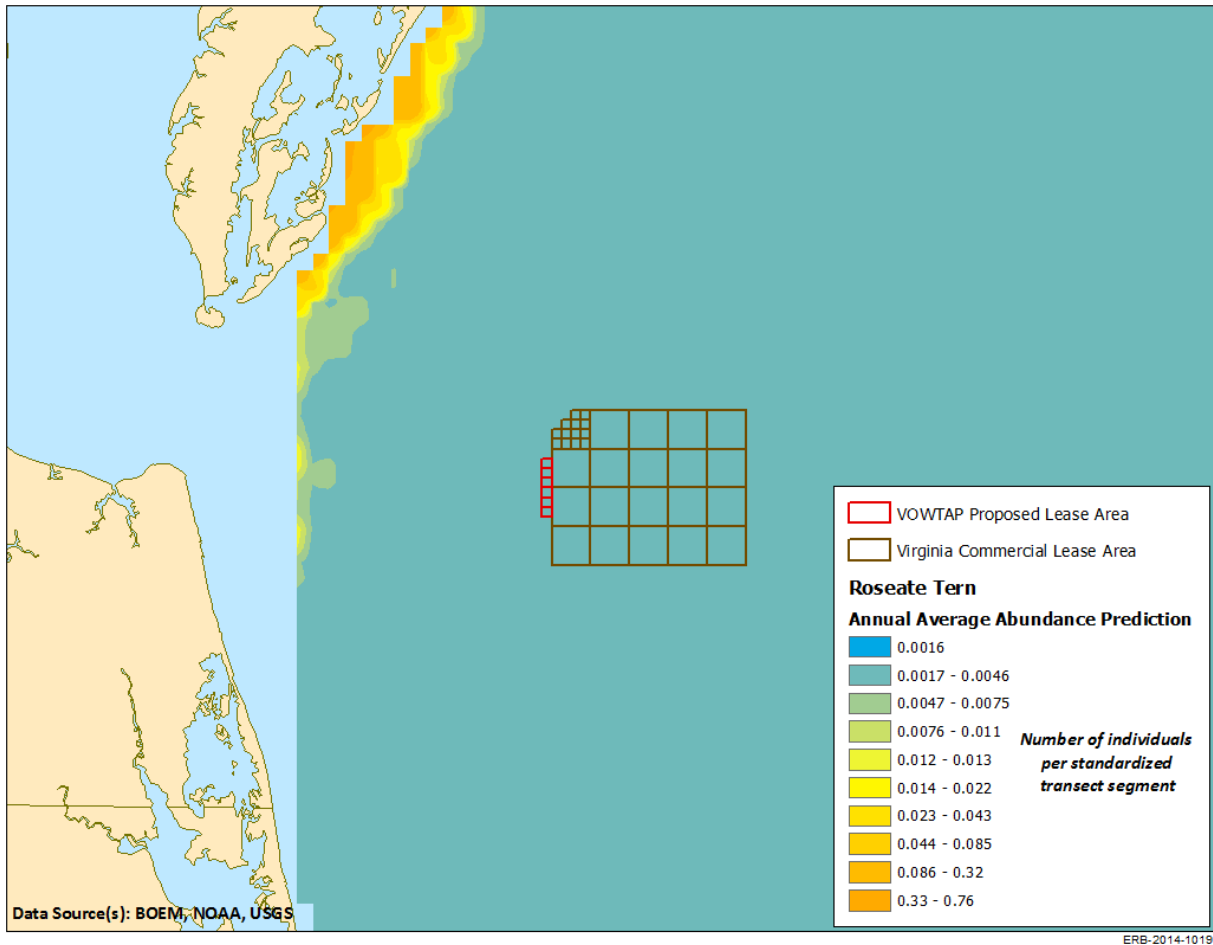 VOWTAP Proposed Lease Area
Virginia Commercial Lease Area
Roseate Tern
Annual Average Abundance Prediction
0.0016
0.0017 - 0.0046
0.0047 - 0.0075
0.0076 - 0.011
0.012 - 0.013
0.014 - 0.022
0.023 - 0.043
0.044 - 0.085
0.086 - 0.32
0.33 - 0.76
Number of individuals
per standardized
transect segment
Data Source(s): BOEM, NOAA, USGS
ERB-2014-1019